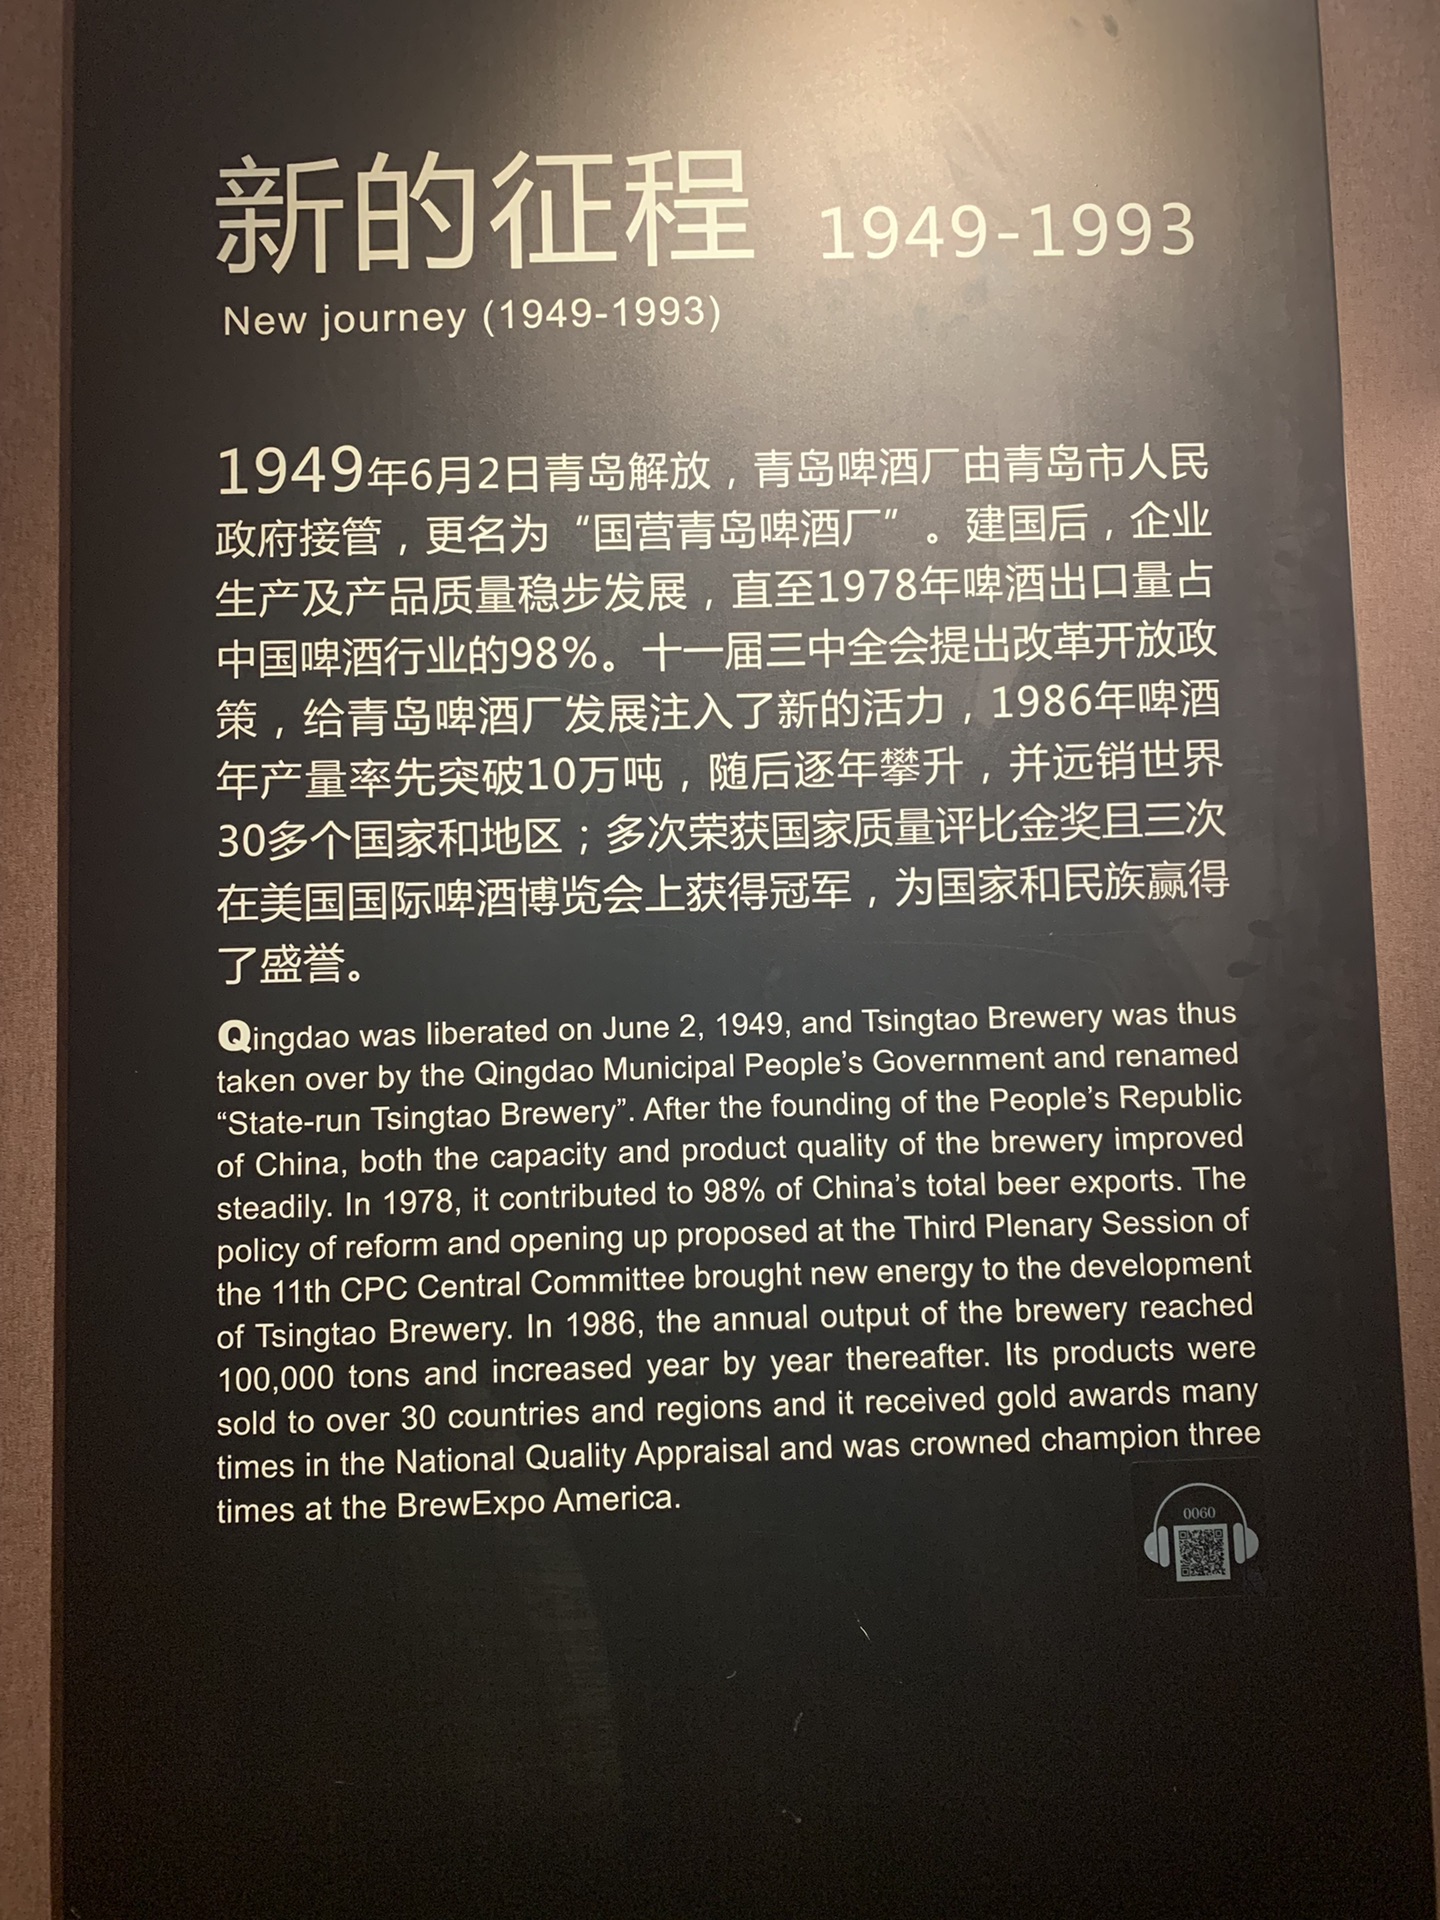 新的征程 1949-1993
New journey (1949-1993)
1949年6月2日青岛解放，青岛啤酒厂由青岛市人民
政府接管，更名为“国营青岛啤酒厂”。建国后，企业
生产及产品质量稳步发展，直至1978年啤酒出口量占
中国啤酒行业的98%。十一届三中全会提出改革开放政
策，给青岛啤酒厂发展注入了新的活力，1986年啤酒
年产量率先突破10万吨，随后逐年攀升，并远销世界
30多个国家和地区；多次荣获国家质量评比金奖且三次
在美国国际啤酒博览会上获得冠军，为国家和民族赢得
了盛誉。
Qingdao was liberated on June 2, 1949, and Tsingtao Brewery was thus
taken over by the Qingdao Municipal People’s Government and renamed
“State-run Tsingtao Brewery”. After the founding of the People’s Republic
of China, both the capacity and product quality of the brewery improved
steadily. In 1978, it contributed to 98% of China’s total beer exports. The
policy of reform and opening up proposed at the Third Plenary Session of
the 11th CPC Central Committee brought new energy to the development
of Tsingtao Brewery. In 1986, the annual output of the brewery reached
100,000 tons and increased year by year thereafter. Its products were
sold to over 30 countries and regions and it received gold awards many
times in the National Quality Appraisal and was crowned champion three
times at the BrewExpo America.
0060